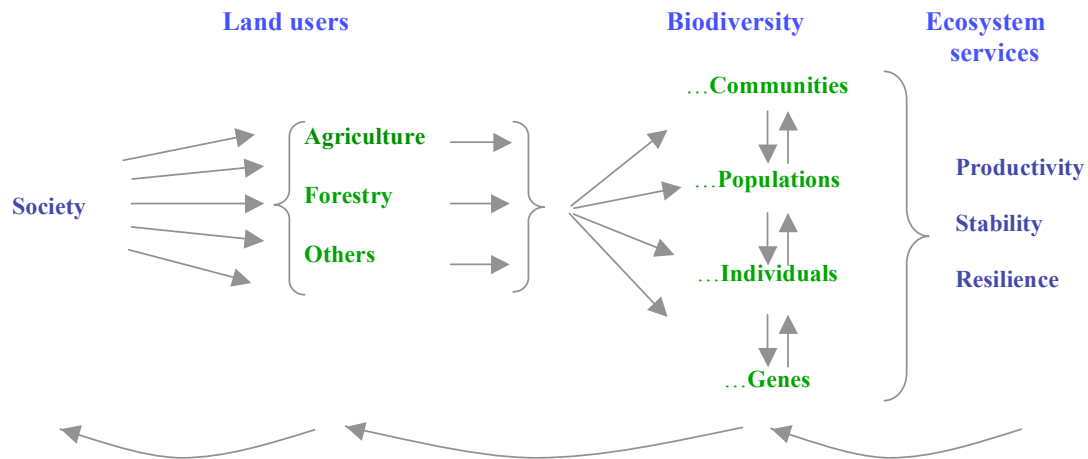 Land users
Biodiversity
Ecosystem
services
…Communities
Agriculture
…Populations
Productivity
Society
Forestry
Stability
Others
…Individuals
Resilience
…Genes